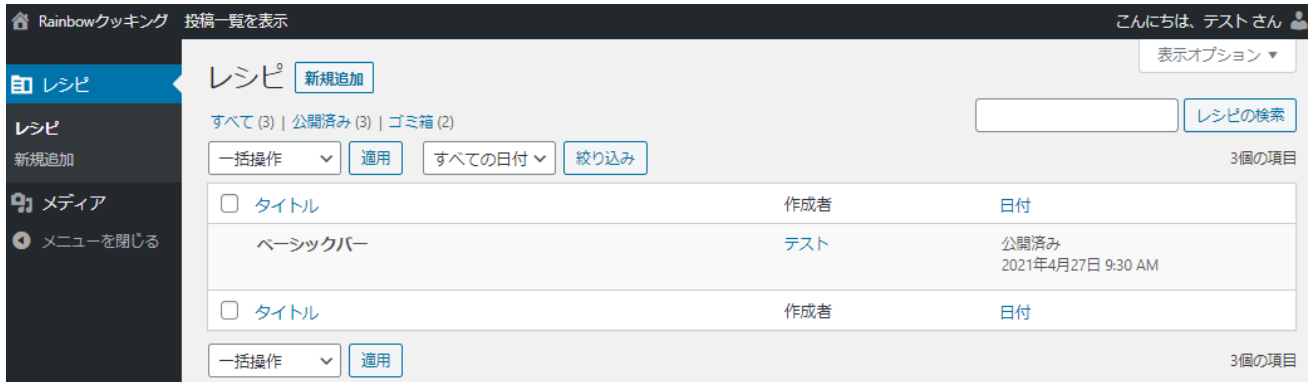 Rainbowクッキング 投稿一覧を表示 こんにちは、テスト さん
表示オプション ▼
レシピ
レシピ
新規追加
メディア
メニューを閉じる
レシピ 新規追加
すべて (3) | 公開済み (3) | ゴミ箱 (2)
レシピの検索
一括操作 適用 すべての日付 絞り込み 3個の項目
タイトル 作成者 日付
ベーシックバー テスト 公開済み
2021年4月27日 9:30 AM
タイトル 作成者 日付
一括操作 適用 3個の項目